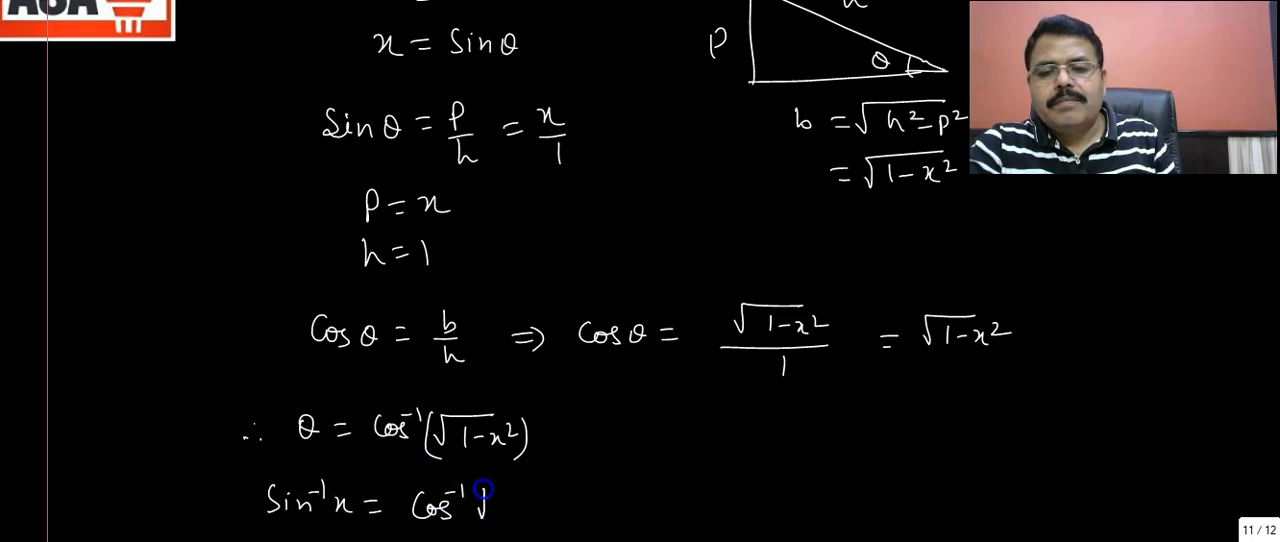 ASA
x = Sinθ
h
P
θ
Sinθ = P/h = x/1
b = √h²-p²
= √1-x²
P = x
h = 1
Cosθ = b/h ⇒ Cosθ = √1-x²/1 = √1-x²
∴ θ = Cos⁻¹(√1-x²)
Sin⁻¹x = Cos⁻¹√
11 / 12